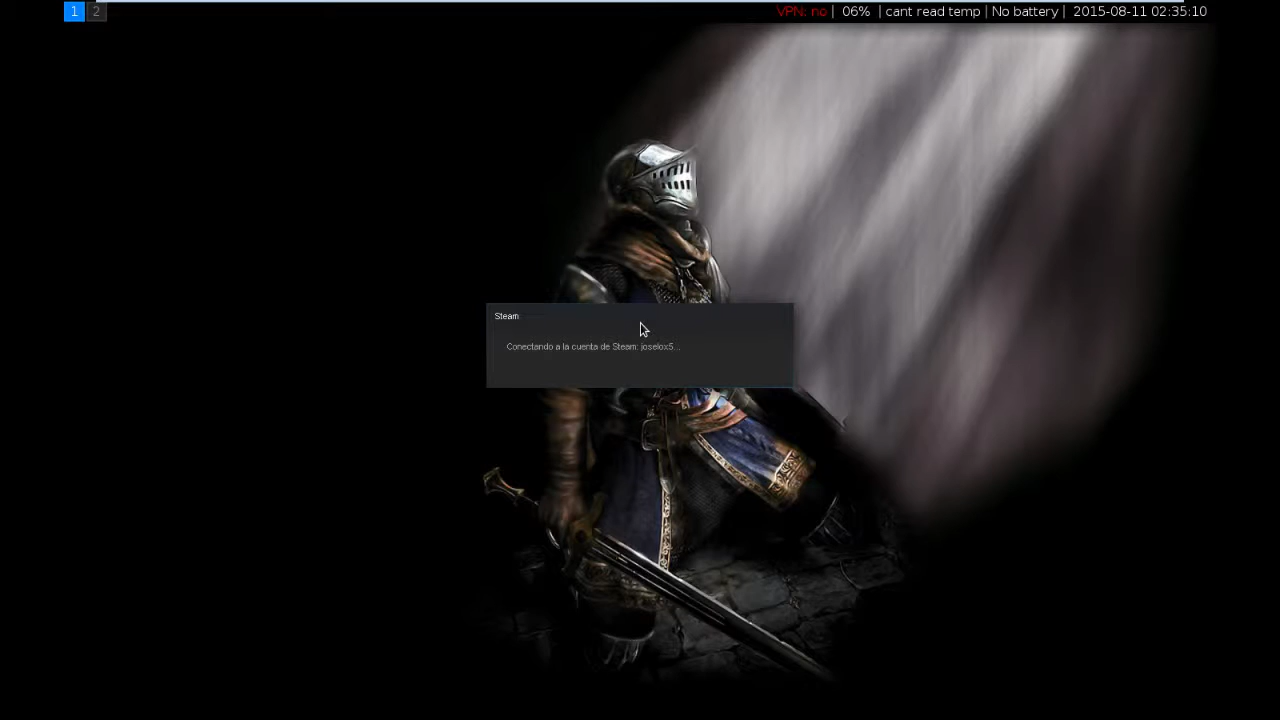 1 2 VPN: no | 06% | cant read temp | No battery | 2015-08-11 02:35:10
Steam
Conectando a la cuenta de Steam: joselox5...